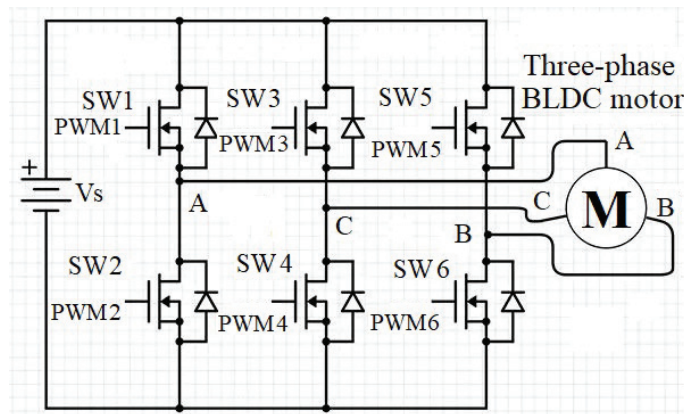 Three-phase
BLDC motor
SW1
PWM1
SW3
PWM3
SW5
PWM5
A
+
Vs
A
C
M
B
C
B
SW2
PWM2
SW4
PWM4
SW6
PWM6